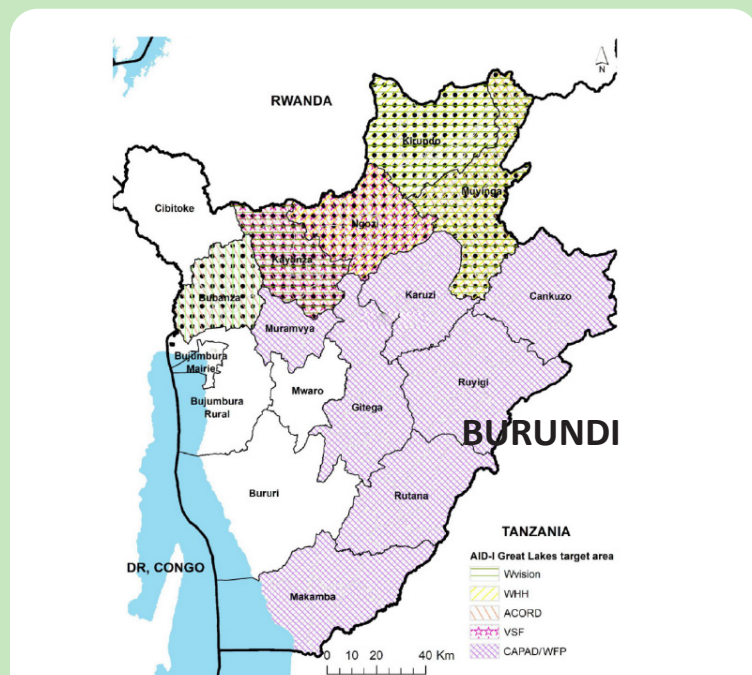 N
RWANDA
Kirundo
Muyinga
Cibitoke
Ngozi
Kayanza
Bubanza
Karuzi
Cankuzo
Muramvya
Bujumbura
Mairie
Mwaro
Ruyigi
Bujumbura
Rural
Gitega
BURUNDI
Bururi
Rutana
TANZANIA
AID-I Great Lakes target area
DR, CONGO
Wvision
WHH
Makamba
ACORD
VSF
CAPAD/WFP
0 10 20 40 Km